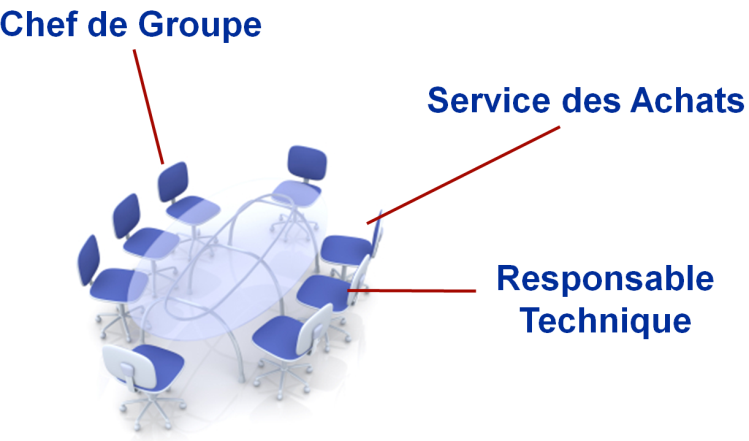 Chef de Groupe
Service des Achats
Responsable
Technique